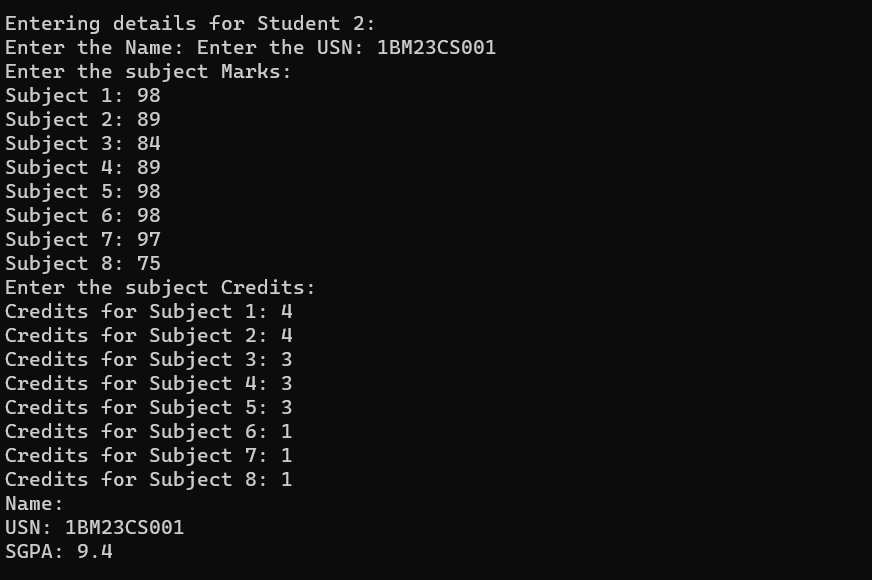 Entering details for Student 2:
Enter the Name: Enter the USN: 1BM23CS001
Enter the subject Marks:
Subject 1: 98
Subject 2: 89
Subject 3: 84
Subject 4: 89
Subject 5: 98
Subject 6: 98
Subject 7: 97
Subject 8: 75
Enter the subject Credits:
Credits for Subject 1: 4
Credits for Subject 2: 4
Credits for Subject 3: 3
Credits for Subject 4: 3
Credits for Subject 5: 3
Credits for Subject 6: 1
Credits for Subject 7: 1
Credits for Subject 8: 1
Name:
USN: 1BM23CS001
SGPA: 9.4